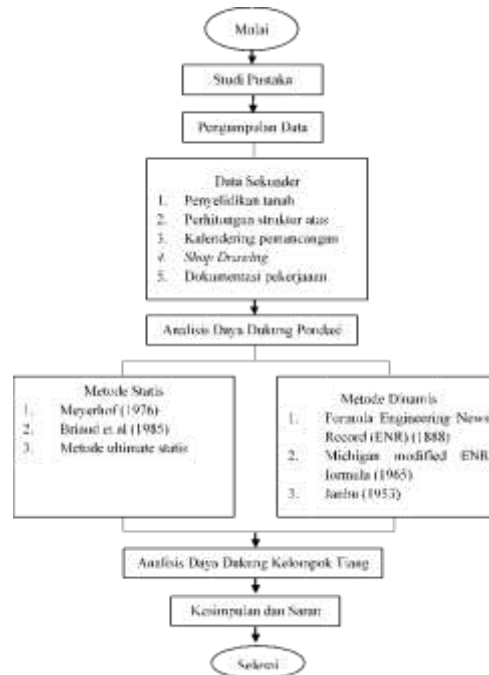 Mulai
Studi Pustaka
Pengumpulan Data
Data Sekunder
1. Penyelidikan tanah
2. Perhitungan struktur atas
3. Kalendering pemancangan
4. Shop Drawing
5. Dokumentasi pekerjaan
Analisis Daya Dukung Pondasi
Metode Statis
1. Meyerhof (1976)
2. Briaud et al (1985)
3. Metode ultimate statis
Metode Dinamis
1. Formula Engineering News
Record (ENR) (1888)
2. Michigan modified ENR
formula (1965)
3. Janbu (1953)
Analisis Daya Dukung Kelompok Tiang
Kesimpulan dan Saran
Selesai